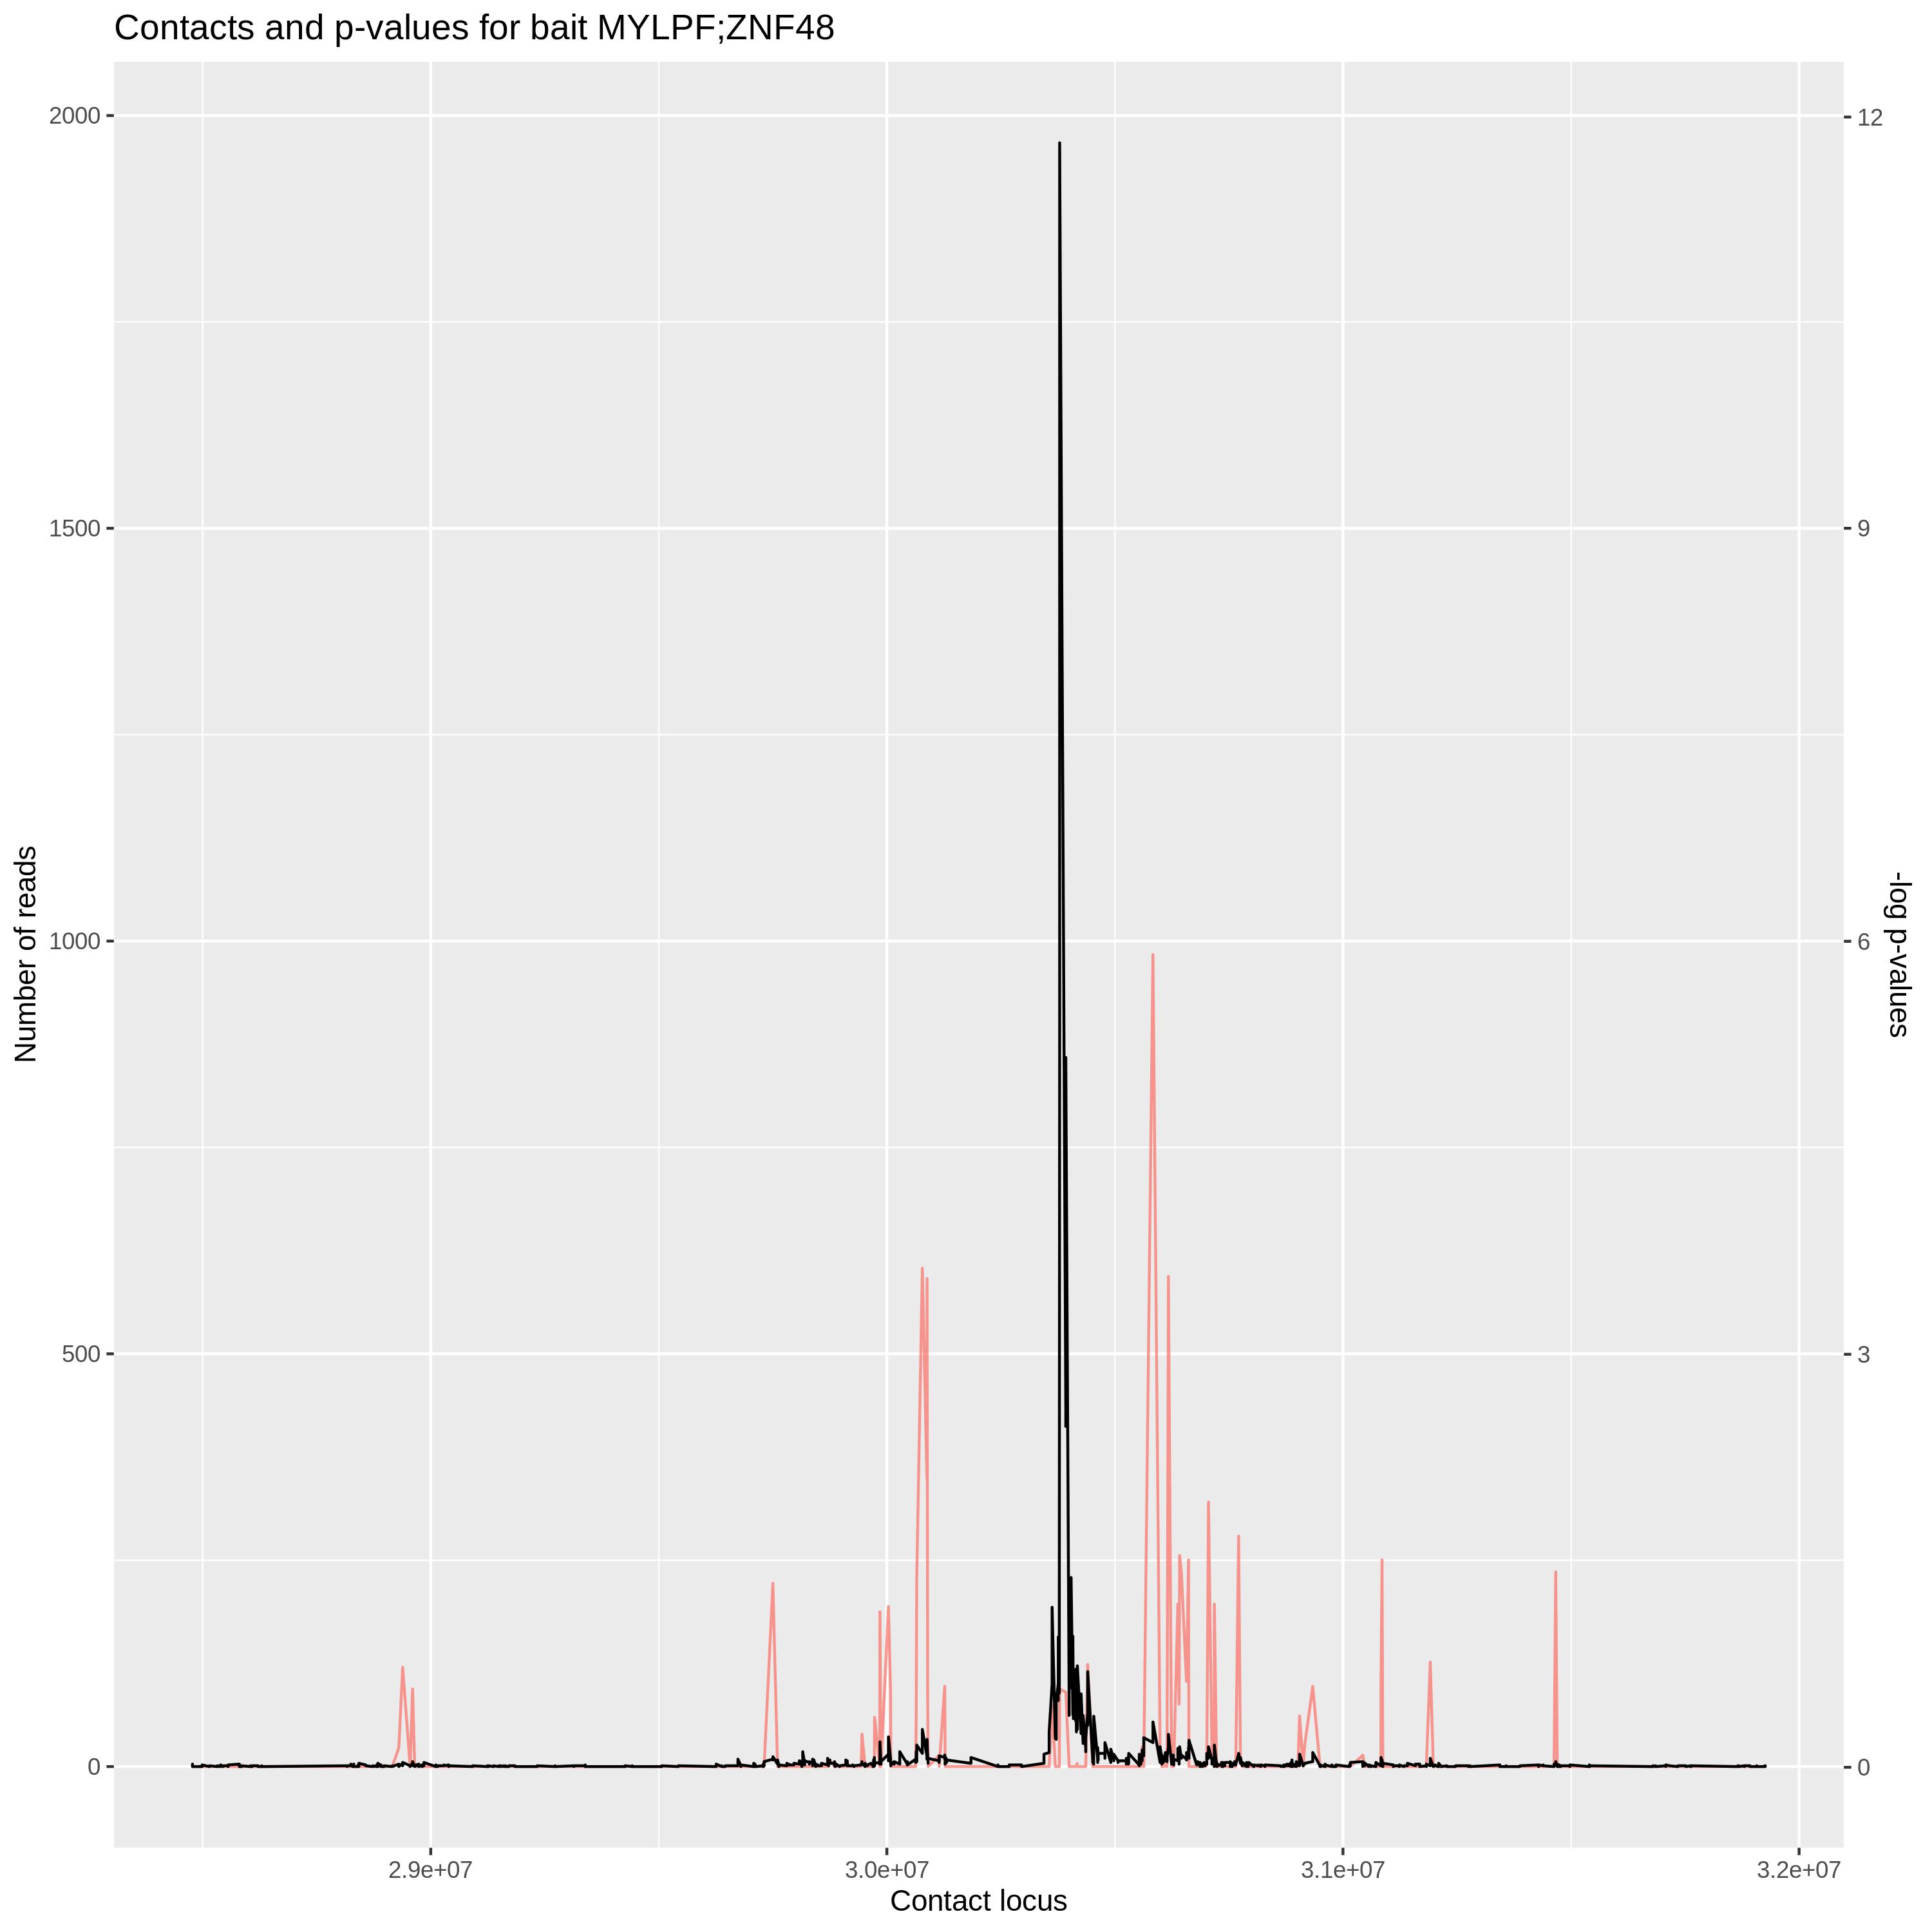 Contacts and p-values for bait MYLPF;ZNF48
2000
1500
1000
500
0
Number of reads
12
9
6
3
0
-log p-values
2.9e+07
3.0e+07
3.1e+07
3.2e+07
Contact locus